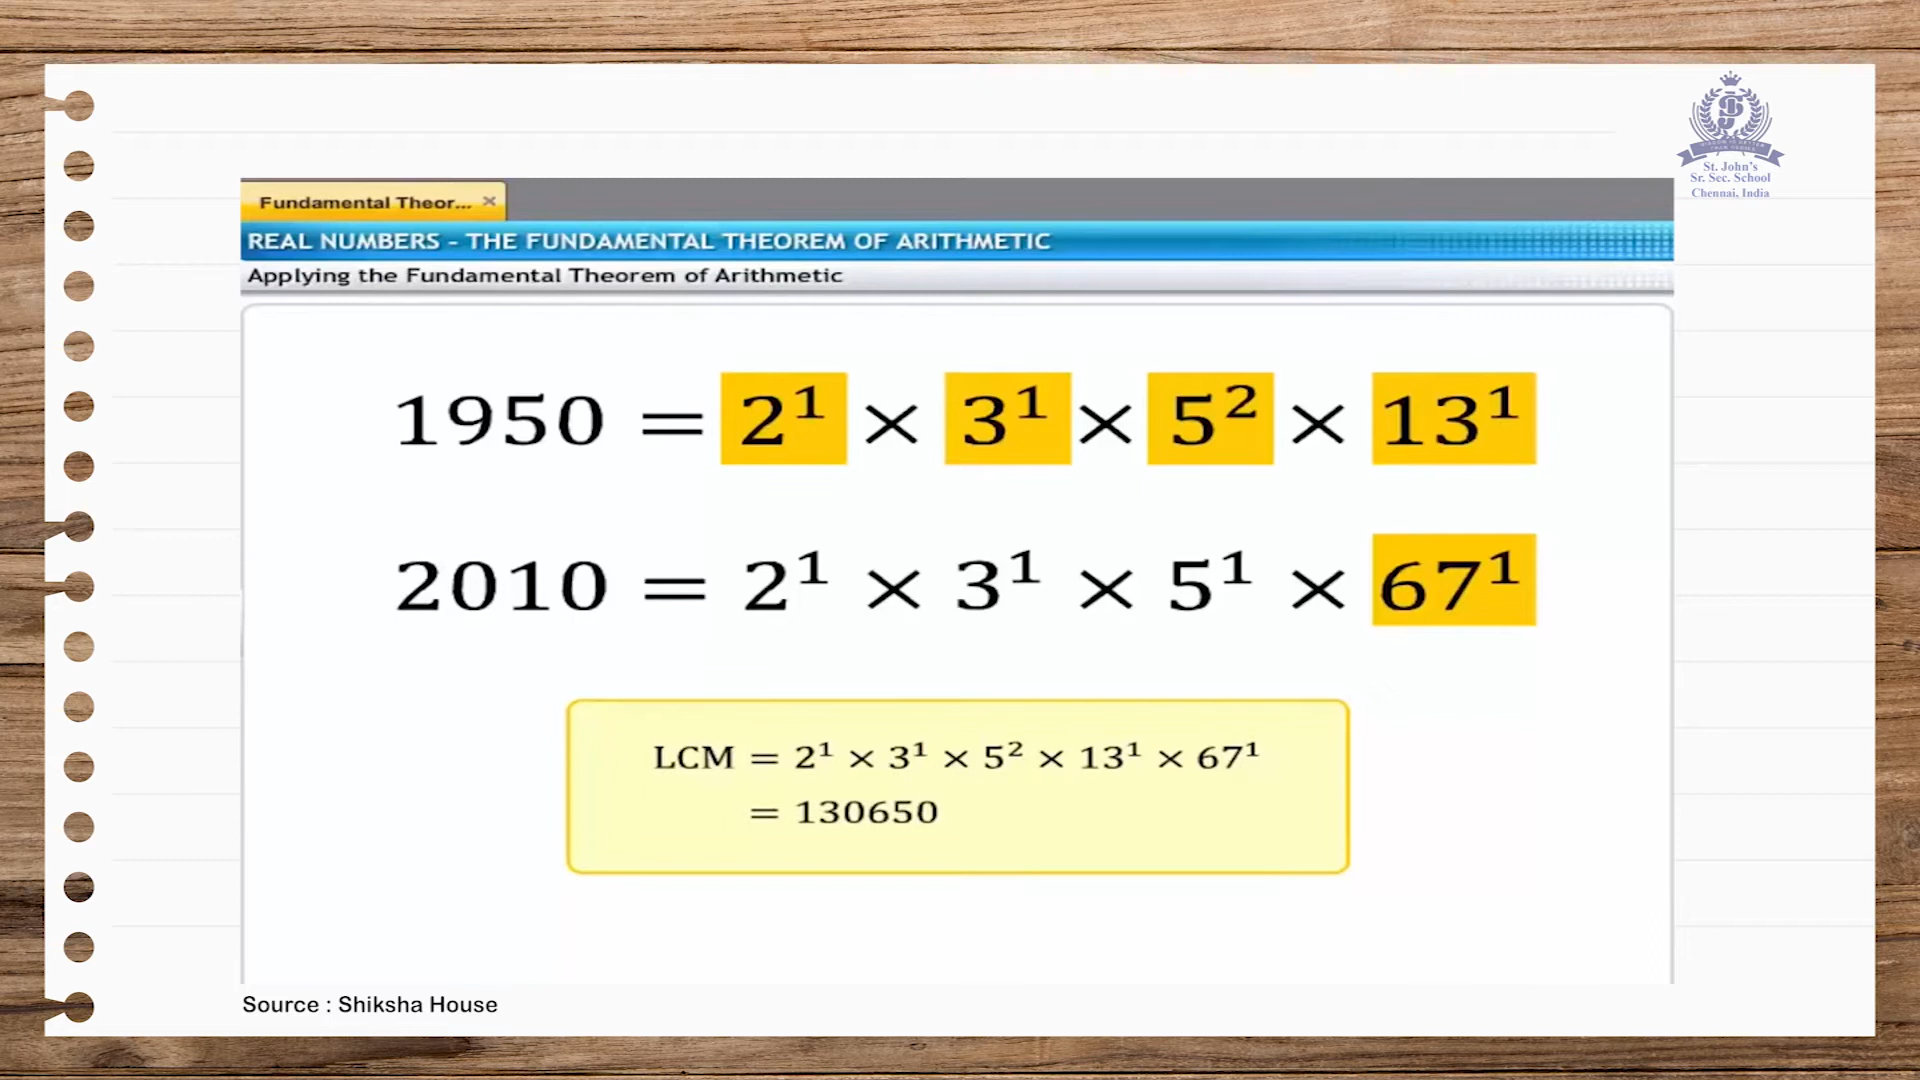 St. John's
Sr. Sec. School
Chennai, India
Fundamental Theor... ×
REAL NUMBERS - THE FUNDAMENTAL THEOREM OF ARITHMETIC
Applying the Fundamental Theorem of Arithmetic
1950 = 2¹ × 3¹ × 5² × 13¹
2010 = 2¹ × 3¹ × 5¹ × 67¹
LCM = 2¹ × 3¹ × 5² × 13¹ × 67¹
= 130650
Source : Shiksha House